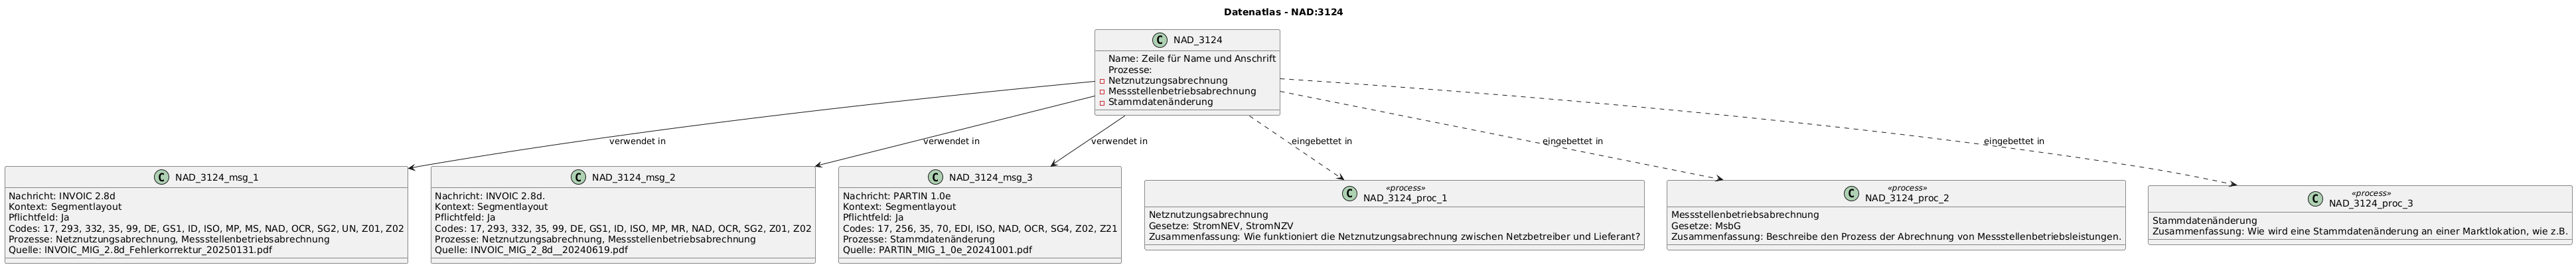 Datenatlas - NAD:3124
C NAD_3124
Name: Zeile für Name und Anschrift
Prozesse:
Netznutzungsabrechnung
Messstellenbetriebsabrechnung
Stammdatenänderung
verwendet in
verwendet in
verwendet in
eingebettet in
eingebettet in
eingebettet in
C NAD_3124_msg_1
Nachricht: INVOIC 2.8d
Kontext: Segmentlayout
Pflichtfeld: Ja
Codes: 17, 293, 332, 35, 99, DE, GS1, ID, ISO, MP, MS, NAD, OCR, SG2, UN, Z01, Z02
Prozesse: Netznutzungsabrechnung, Messstellenbetriebsabrechnung
Quelle: INVOIC_MIG_2.8d_Fehlerkorrektur_20250131.pdf
C NAD_3124_msg_2
Nachricht: INVOIC 2.8d.
Kontext: Segmentlayout
Pflichtfeld: Ja
Codes: 17, 293, 332, 35, 99, DE, GS1, ID, ISO, MP, MR, NAD, OCR, SG2, Z01, Z02
Prozesse: Netznutzungsabrechnung, Messstellenbetriebsabrechnung
Quelle: INVOIC_MIG_2_8d__20240619.pdf
C NAD_3124_msg_3
Nachricht: PARTIN 1.0e
Kontext: Segmentlayout
Pflichtfeld: Ja
Codes: 17, 256, 35, 70, EDI, ISO, NAD, OCR, SG4, Z02, Z21
Prozesse: Stammdatenänderung
Quelle: PARTIN_MIG_1_0e_20241001.pdf
«process»
C NAD_3124_proc_1
Netznutzungsabrechnung
Gesetze: StromNEV, StromNZV
Zusammenfassung: Wie funktioniert die Netznutzungsabrechnung zwischen Netzbetreiber und Lieferant?
«process»
C NAD_3124_proc_2
Messstellenbetriebsabrechnung
Gesetze: MsbG
Zusammenfassung: Beschreibe den Prozess der Abrechnung von Messstellenbetriebsleistungen.
«process»
C NAD_3124_proc_3
Stammdatenänderung
Zusammenfassung: Wie wird eine Stammdatenänderung an einer Marktlokation, wie z.B.